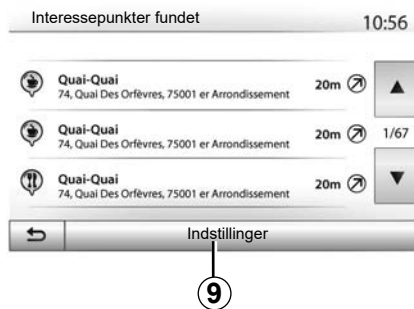 Interessepunkter fundet 10:56
Quai-Quai
74, Quai Des Orfèvres, 75001 er Arrondissement
20m
Quai-Quai
74, Quai Des Orfèvres, 75001 er Arrondissement
20m
1/67
Quai-Quai
74, Quai Des Orfèvres, 75001 er Arrondissement
20m
Indstillinger
9